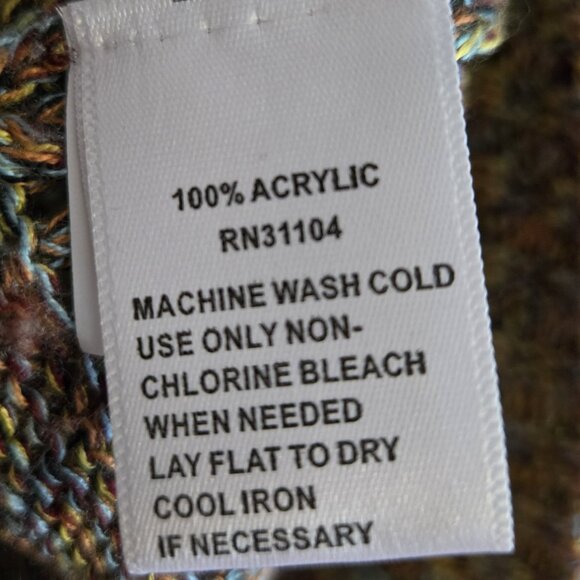 100% ACRYLIC
RN31104
MACHINE WASH COLD
USE ONLY NON-
CHLORINE BLEACH
WHEN NEEDED
LAY FLAT TO DRY
COOL IRON
IF NECESSARY